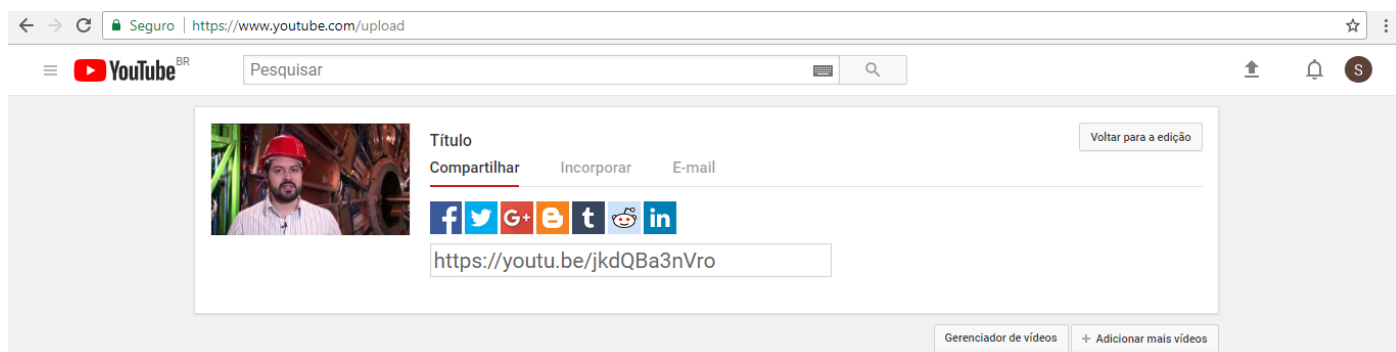 Seguro | https://www.youtube.com/upload
YouTube BR
Pesquisar
S
Título
Voltar para a edição
Compartilhar Incorporar E-mail
f G+ B t in
https://youtu.be/jkdQBa3nVro
Gerenciador de vídeos + Adicionar mais vídeos